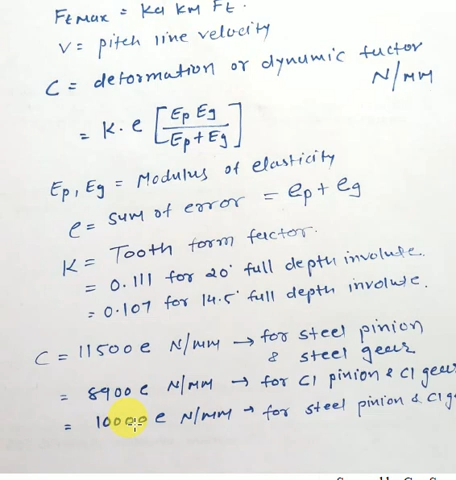 Ftmax = Ka Km Ft.
V = pitch line velocity
C = deformation or dynamic factor
N/mm
= K.e [Ep Eg / Ep + Eg]
Ep, Eg = Modulus of elasticity
e = sum of error = ep + eg
K = Tooth form factor.
= 0.111 for 20° full depth involute.
= 0.107 for 14.5° full depth involute.
C = 11500 e N/mm → for steel pinion
& steel gear
= 8900 e N/mm → for CI pinion & CI gear
= 10000 e N/mm → for steel pinion & CI g